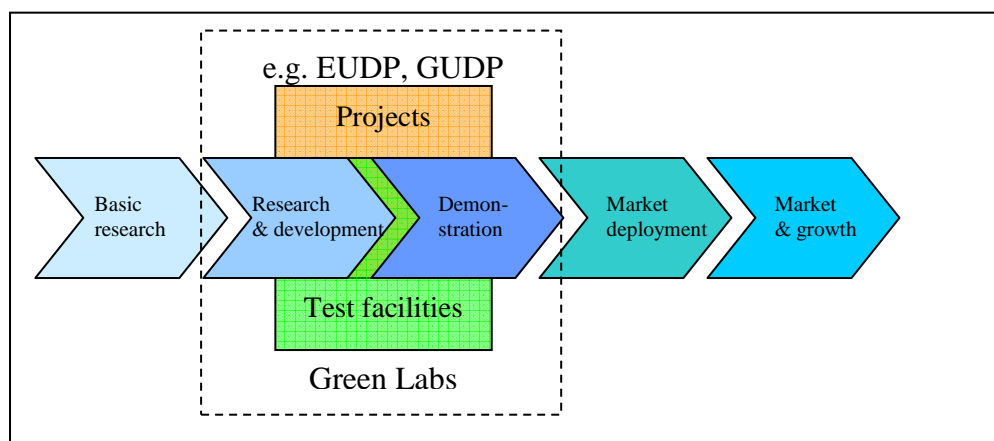 e.g. EUDP, GUDP
Projects
Basic
research
Research
& development
Demon-
stration
Market
deployment
Market
& growth
Test facilities
Green Labs